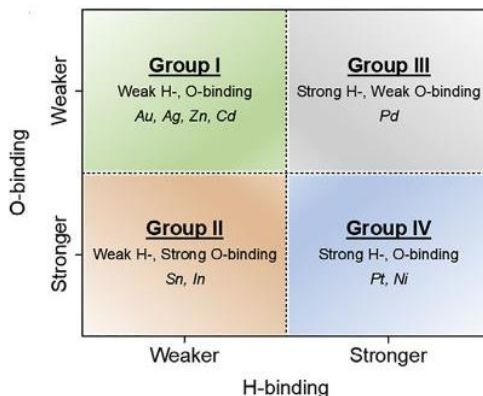 Group I
Weak H-, O-binding
Au, Ag, Zn, Cd
Group III
Strong H-, Weak O-binding
Pd
Group II
Weak H-, Strong O-binding
Sn, In
Group IV
Strong H-, O-binding
Pt, Ni
O-binding
Weaker
Stronger
Weaker
Stronger
H-binding